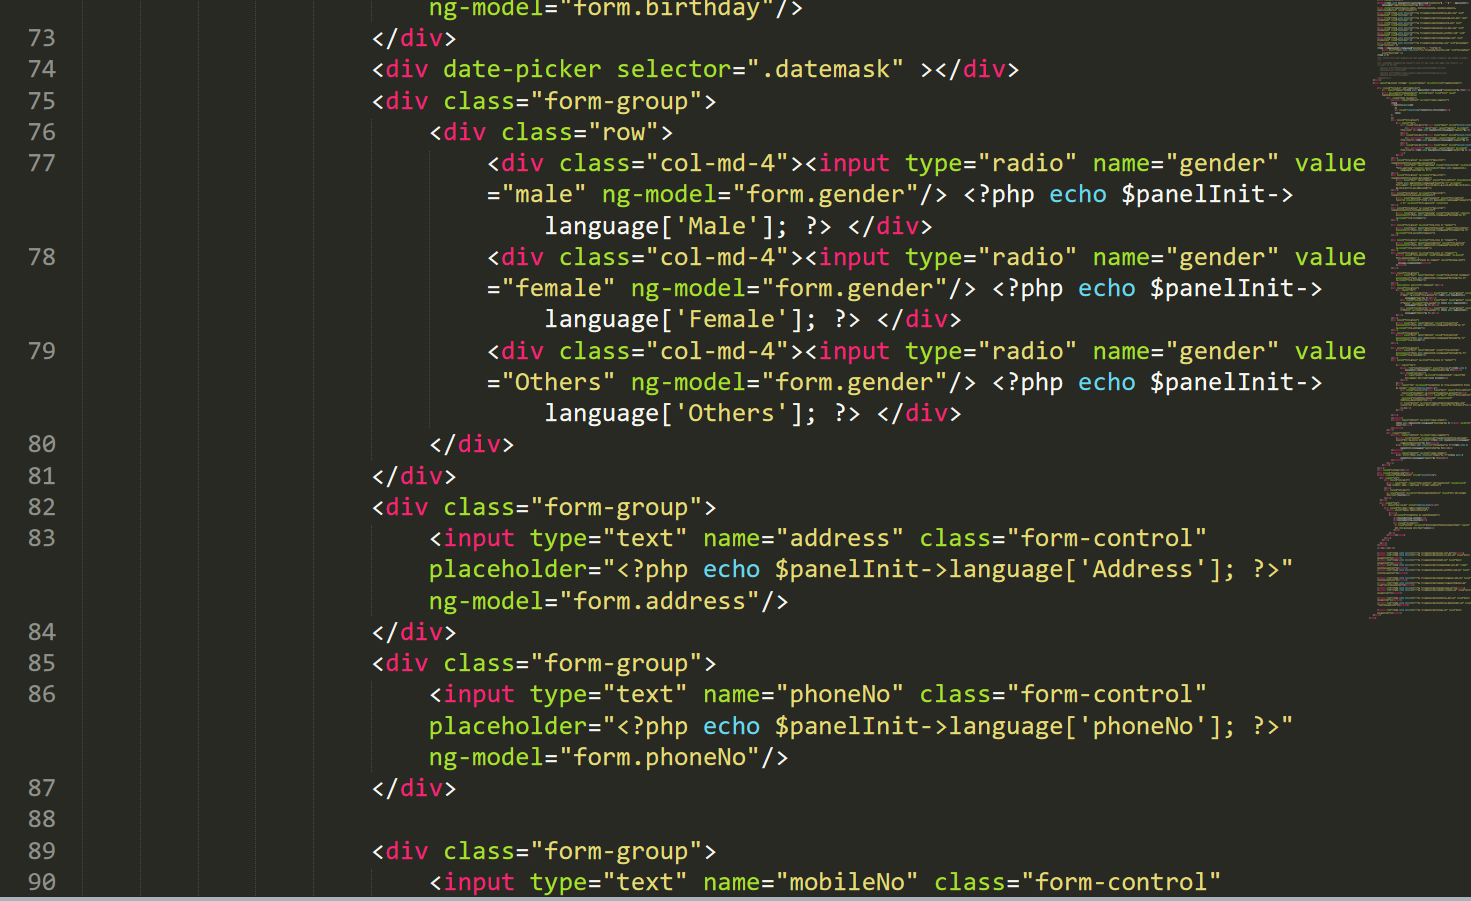 ng-model="form.birthday"/>
73 </div>
74 <div date-picker selector=".datemask" ></div>
75 <div class="form-group">
76 <div class="row">
77 <div class="col-md-4"><input type="radio" name="gender" value
="male" ng-model="form.gender"/> <?php echo $panelInit->
language['Male']; ?> </div>
78 <div class="col-md-4"><input type="radio" name="gender" value
="female" ng-model="form.gender"/> <?php echo $panelInit->
language['Female']; ?> </div>
79 <div class="col-md-4"><input type="radio" name="gender" value
="Others" ng-model="form.gender"/> <?php echo $panelInit->
language['Others']; ?> </div>
80 </div>
81 </div>
82 <div class="form-group">
83 <input type="text" name="address" class="form-control"
placeholder="<?php echo $panelInit->language['Address']; ?>"
ng-model="form.address"/>
84 </div>
85 <div class="form-group">
86 <input type="text" name="phoneNo" class="form-control"
placeholder="<?php echo $panelInit->language['phoneNo']; ?>"
ng-model="form.phoneNo"/>
87 </div>
88
89 <div class="form-group">
90 <input type="text" name="mobileNo" class="form-control"